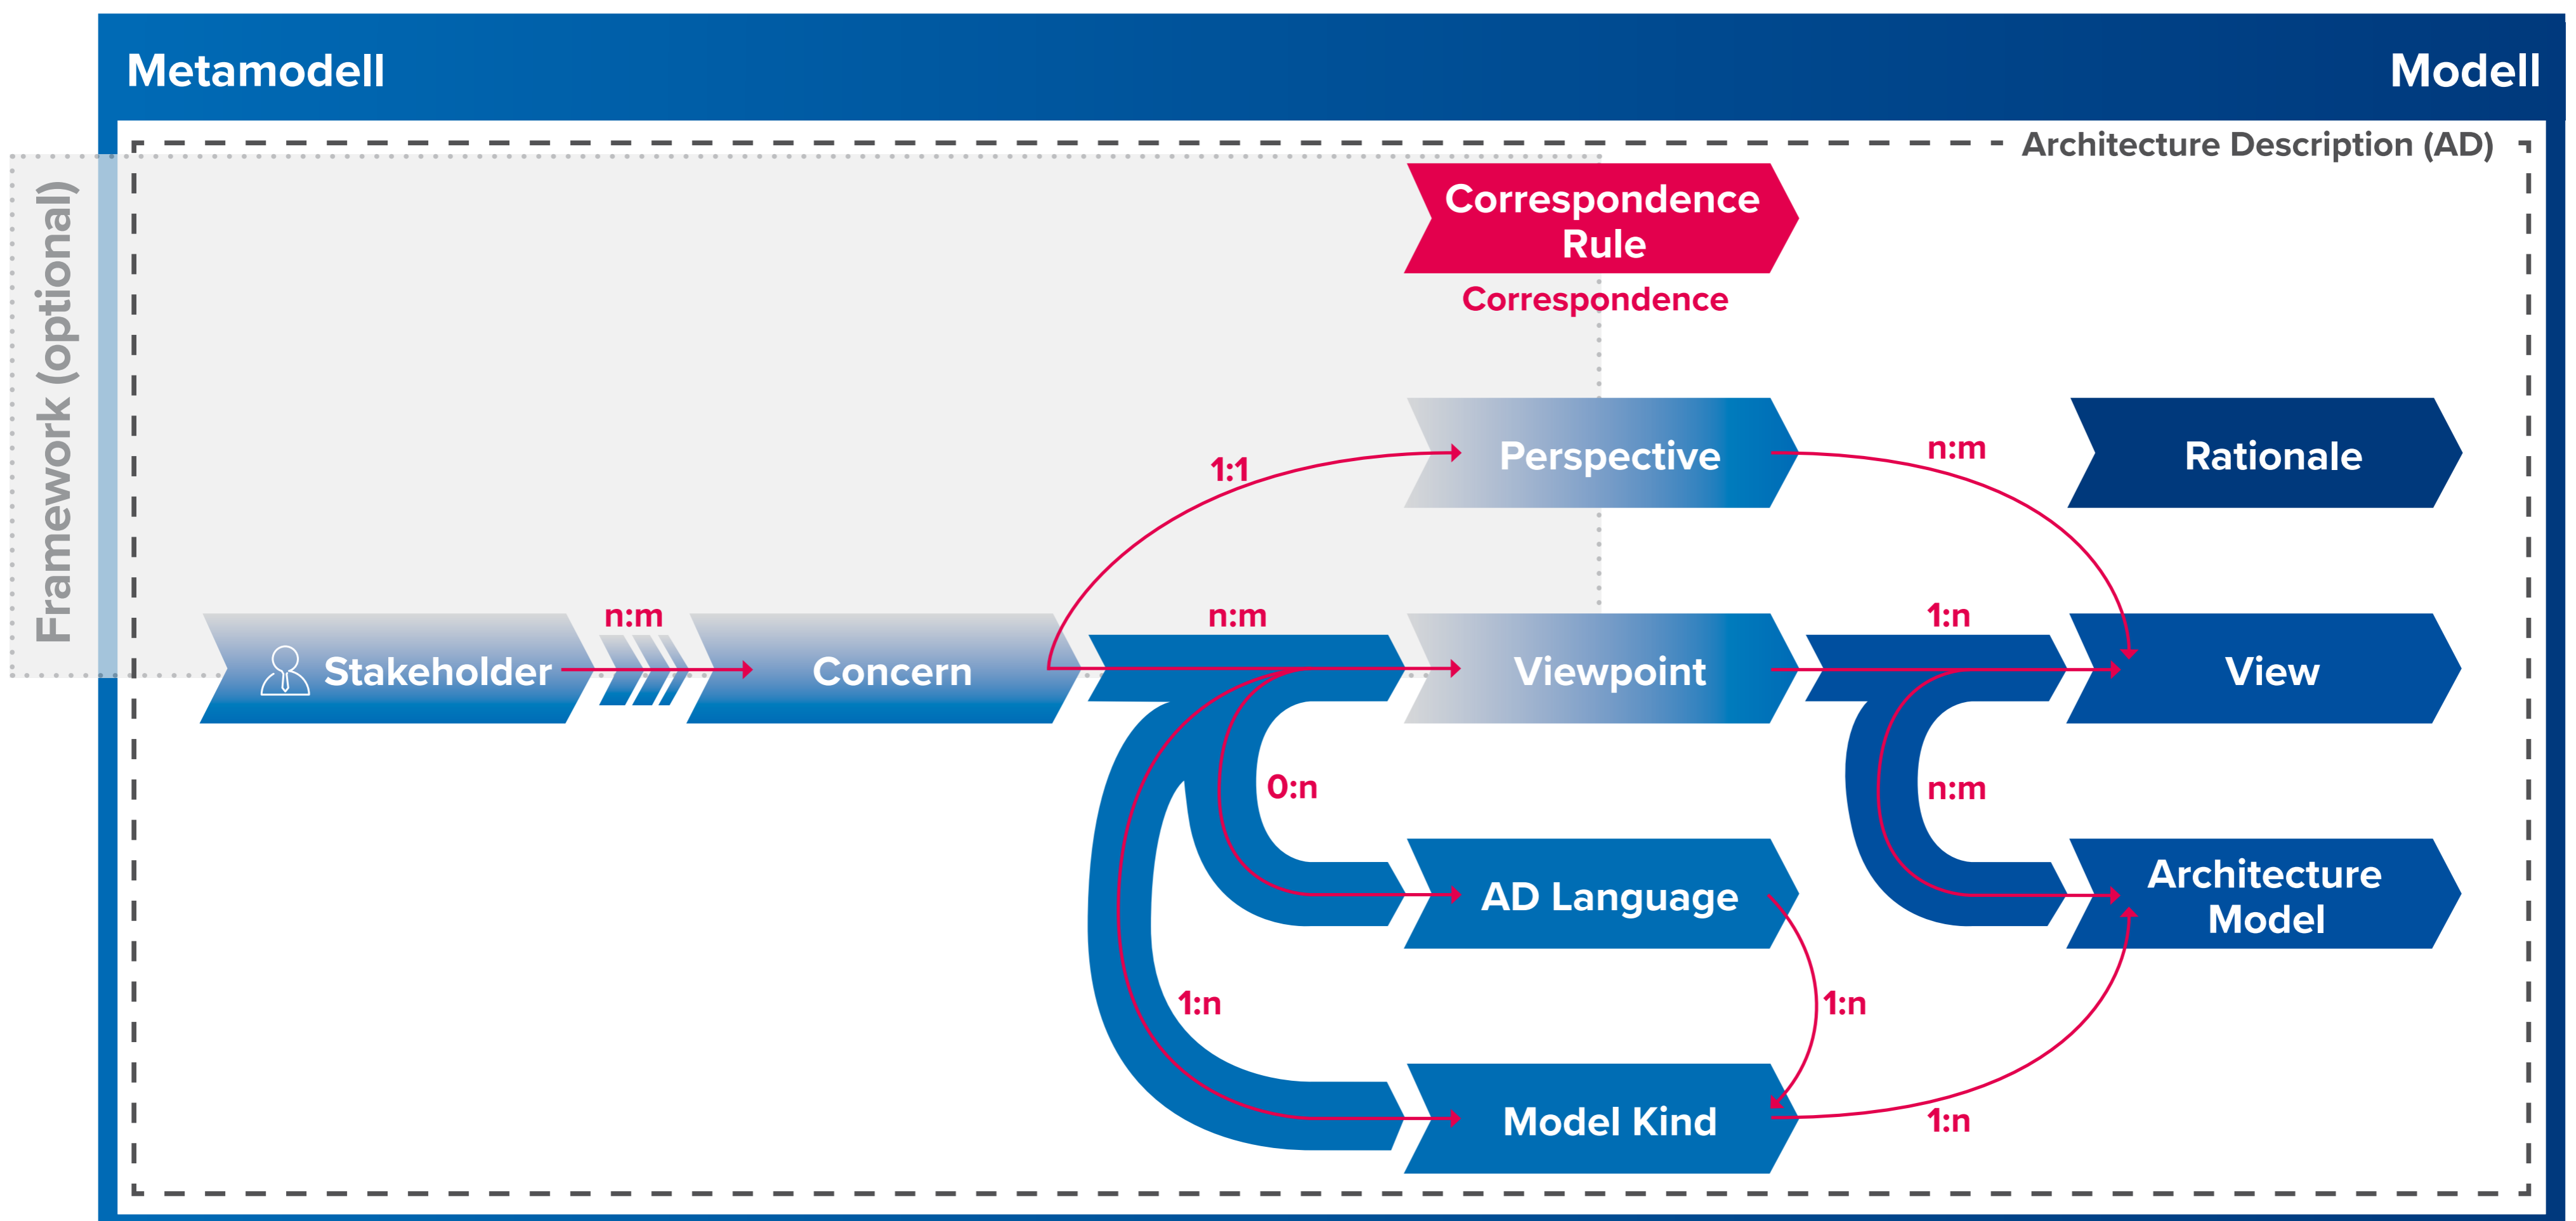 Metamodell
Modell
Architecture Description (AD)
Framework (optional)
Correspondence
Rule
Correspondence
1:1
Perspective
n:m
Rationale
Stakeholder
n:m
Concern
n:m
Viewpoint
1:n
View
0:n
n:m
AD Language
Architecture
Model
1:n
1:n
Model Kind
1:n